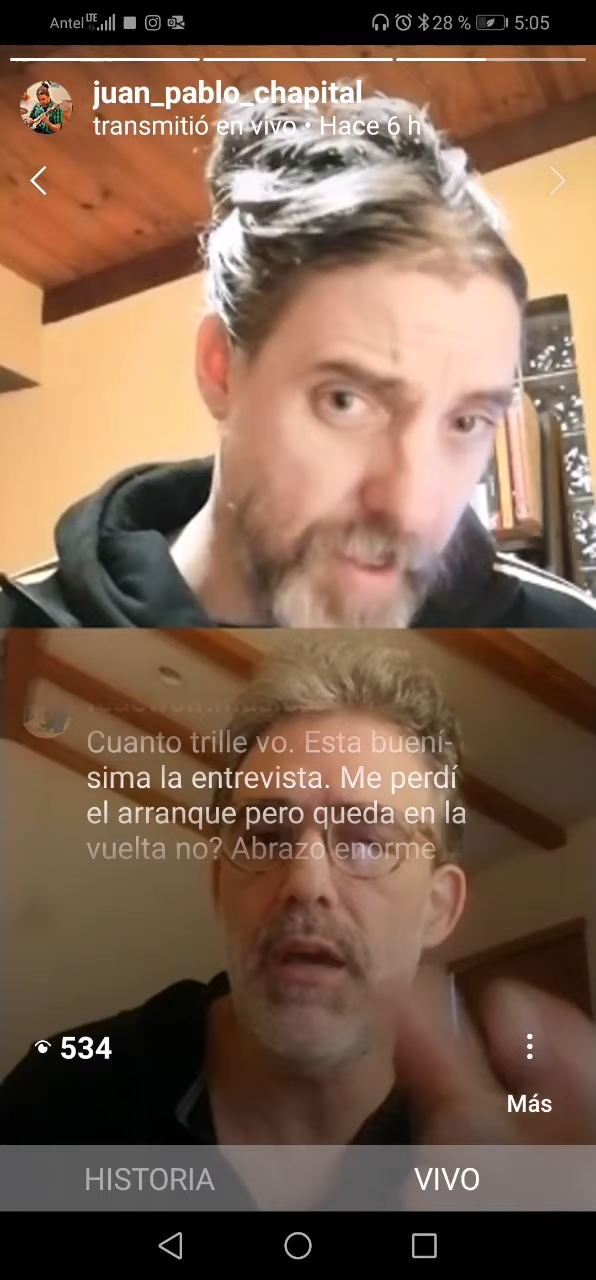 Antel LTE 28 % 5:05
juan_pablo_chapital
transmitió en vivo • Hace 6 h
Cuanto trille vo. Esta buení-
sima la entrevista. Me perdí
el arranque pero queda en la
vuelta no? Abrazo enorme
534
Más
HISTORIA VIVO